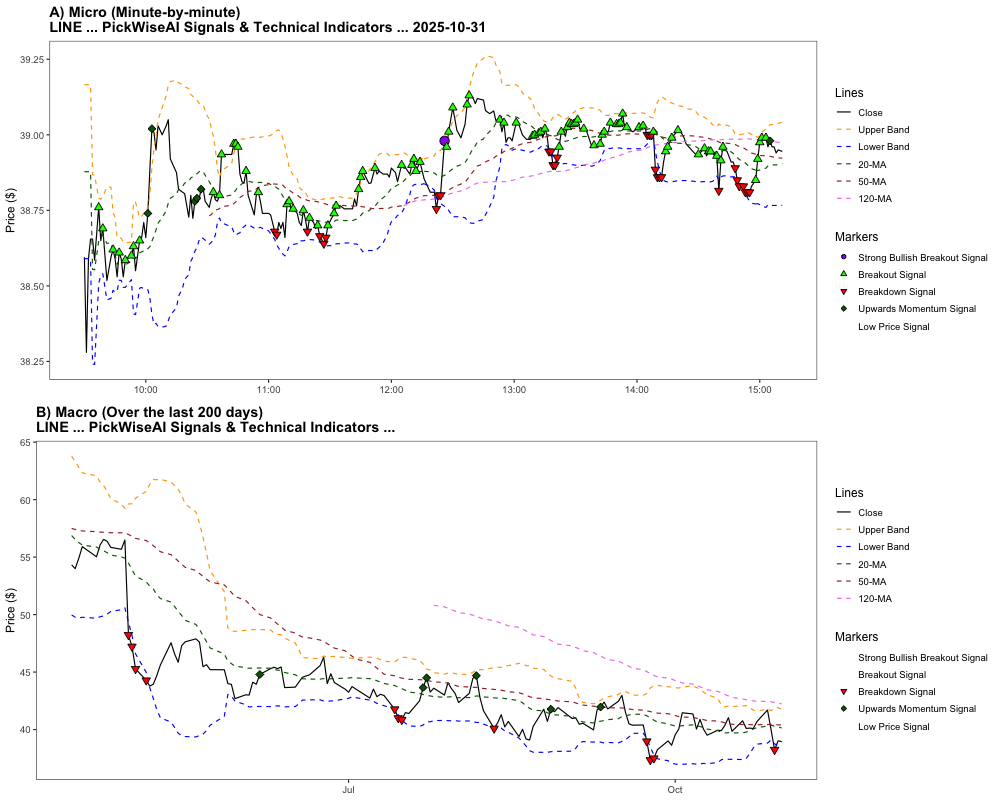 A) Micro (Minute-by-minute)
LINE ... PickWiseAI Signals & Technical Indicators ... 2025-10-31
39.25
39.00
38.75
38.50
38.25
Price ($)
10:00
11:00
12:00
13:00
14:00
15:00
Lines
Close
Upper Band
Lower Band
20-MA
50-MA
120-MA
Markers
Strong Bullish Breakout Signal
Breakout Signal
Breakdown Signal
Upwards Momentum Signal
Low Price Signal
B) Macro (Over the last 200 days)
LINE ... PickWiseAI Signals & Technical Indicators ...
65
60
55
50
45
40
Price ($)
Jul
Oct
Lines
Close
Upper Band
Lower Band
20-MA
50-MA
120-MA
Markers
Strong Bullish Breakout Signal
Breakout Signal
Breakdown Signal
Upwards Momentum Signal
Low Price Signal